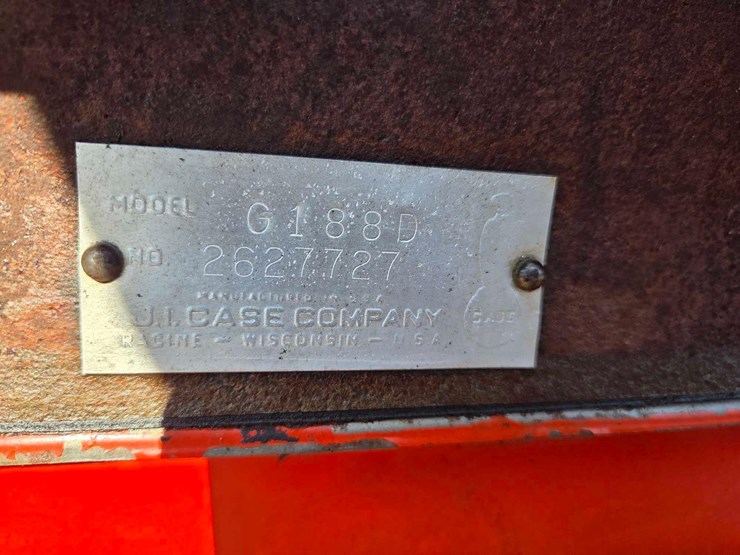 MODEL G188D
NO. 2627727
MANUFACTURED IN U.S.A.
J.I. CASE COMPANY
RACINE - WISCONSIN - U.S.A.
CASE